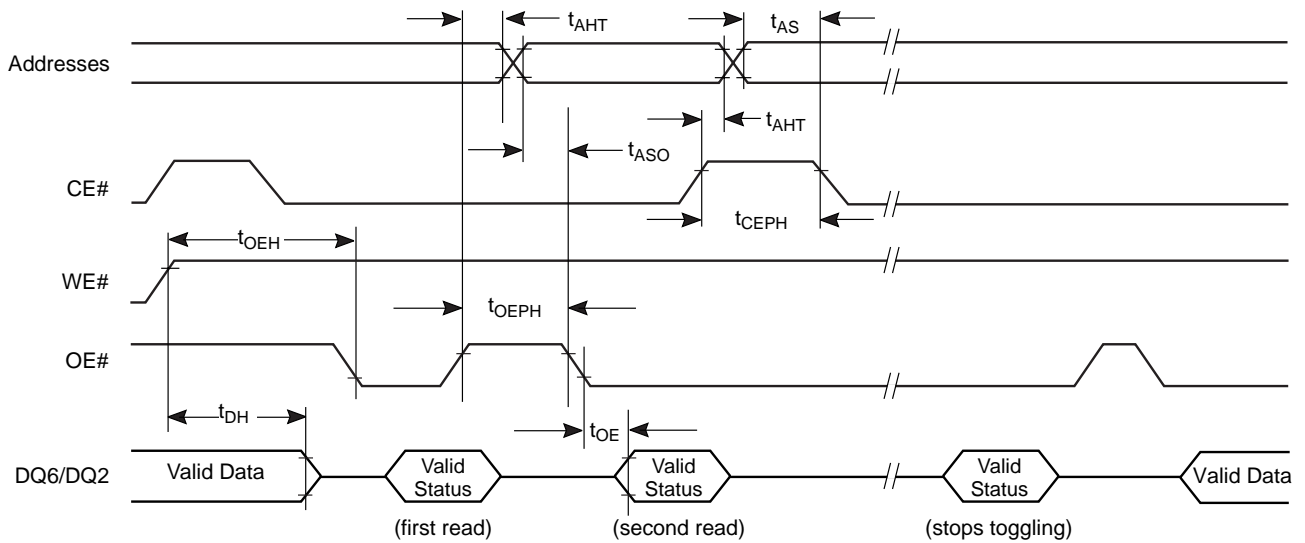 tAHT
tAS
Addresses
tAHT
tASO
CE#
tCEPH
tOEH
WE#
tOEPH
OE#
tDH
tOE
DQ6/DQ2
Valid Data
Valid
Status
Valid
Status
Valid
Status
Valid Data
(first read)
(second read)
(stops toggling)